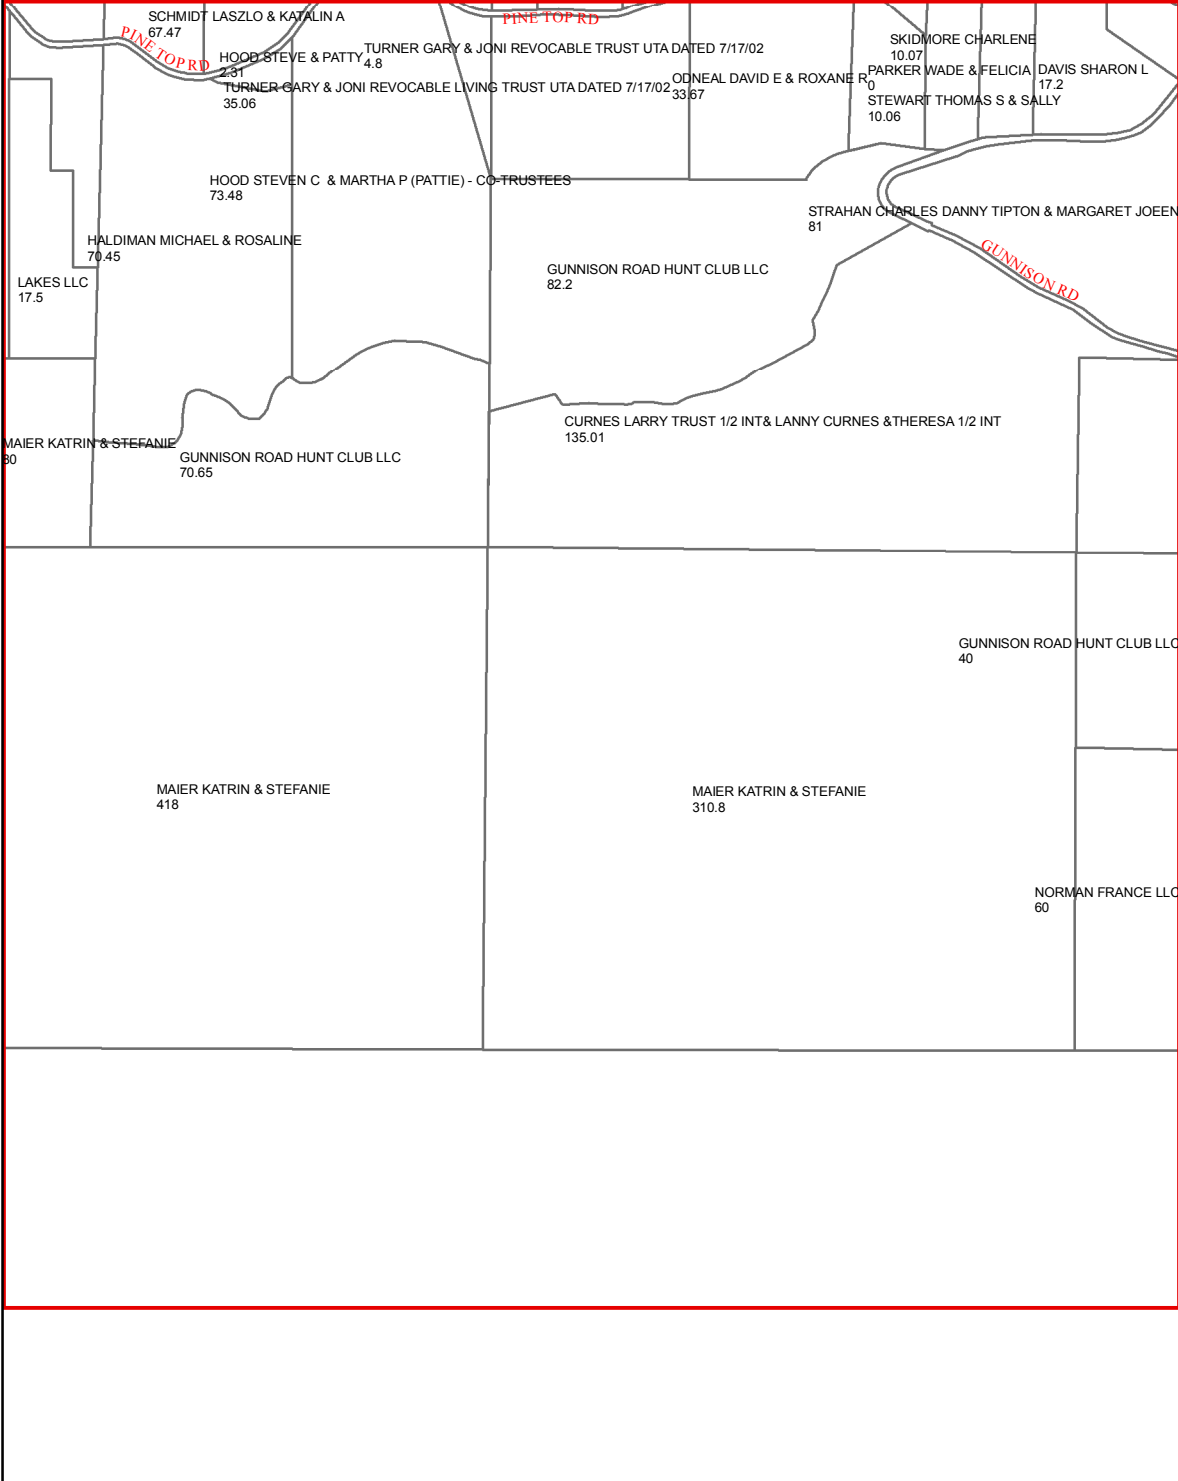 SCHMIDT LASZLO & KATALIN A
67.47
PINE TOP RD
PINE TOP RD
HOOD STEVE & PATTY
2.31
TURNER GARY & JONI REVOCABLE TRUST UTA DATED 7/17/02
4.8
SKIDMORE CHARLENE
10.07
TURNER GARY & JONI REVOCABLE LIVING TRUST UTA DATED 7/17/02
35.06
ODNEAL DAVID E & ROXANE R
33.67
PARKER WADE & FELICIA
0
DAVIS SHARON L
17.2
STEWART THOMAS S & SALLY
10.06
HOOD STEVEN C & MARTHA P (PATTIE) - CO-TRUSTEES
73.48
STRAHAN CHARLES DANNY TIPTON & MARGARET JOEEN
81
HALDIMAN MICHAEL & ROSALINE
70.45
GUNNISON RD
LAKES LLC
17.5
GUNNISON ROAD HUNT CLUB LLC
82.2
CURNES LARRY TRUST 1/2 INT& LANNY CURNES &THERESA 1/2 INT
135.01
MAIER KATRIN & STEFANIE
80
GUNNISON ROAD HUNT CLUB LLC
70.65
GUNNISON ROAD HUNT CLUB LLC
40
MAIER KATRIN & STEFANIE
418
MAIER KATRIN & STEFANIE
310.8
NORMAN FRANCE LLC
60